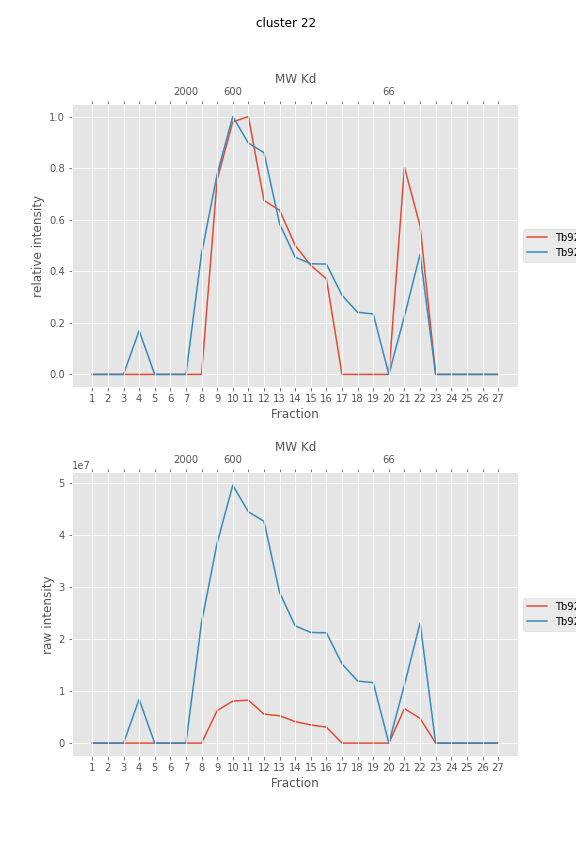 cluster 22
MW Kd
2000 600 66
1.0
0.8
0.6
0.4
0.2
0.0
relative intensity
Tb92
Tb92
1 2 3 4 5 6 7 8 9 10 11 12 13 14 15 16 17 18 19 20 21 22 23 24 25 26 27
Fraction
MW Kd
2000 600 66
1e7
5
4
3
2
1
0
raw intensity
Tb92
Tb92
1 2 3 4 5 6 7 8 9 10 11 12 13 14 15 16 17 18 19 20 21 22 23 24 25 26 27
Fraction